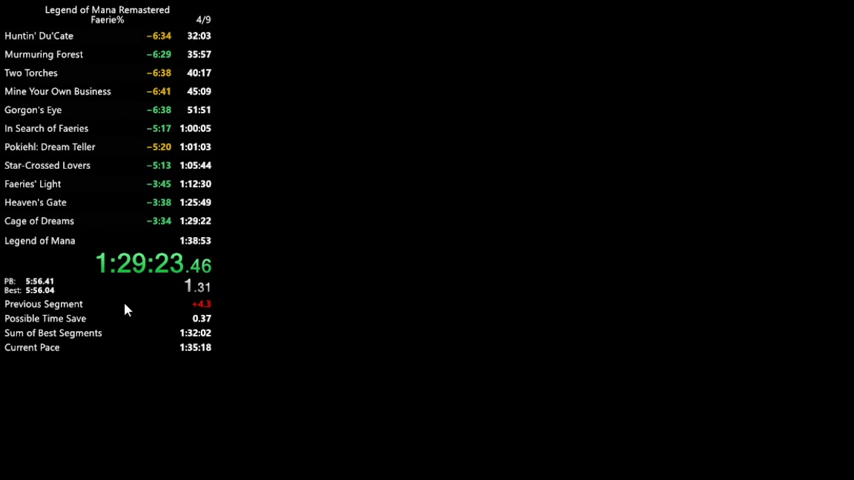 Legend of Mana Remastered
Faerie% 4/9
Huntin' Du'Cate −6:34 32:03
Murmuring Forest −6:29 35:57
Two Torches −6:38 40:17
Mine Your Own Business −6:41 45:09
Gorgon's Eye −6:38 51:51
In Search of Faeries −5:17 1:00:05
Pokiehl: Dream Teller −5:20 1:01:03
Star-Crossed Lovers −5:13 1:05:44
Faeries' Light −3:45 1:12:30
Heaven's Gate −3:38 1:25:49
Cage of Dreams −3:34 1:29:22
Legend of Mana 1:38:53
1:29:23.46
PB: 5:56.41
Best: 5:56.04 1.31
Previous Segment +4.3
Possible Time Save 0.37
Sum of Best Segments 1:32:02
Current Pace 1:35:18